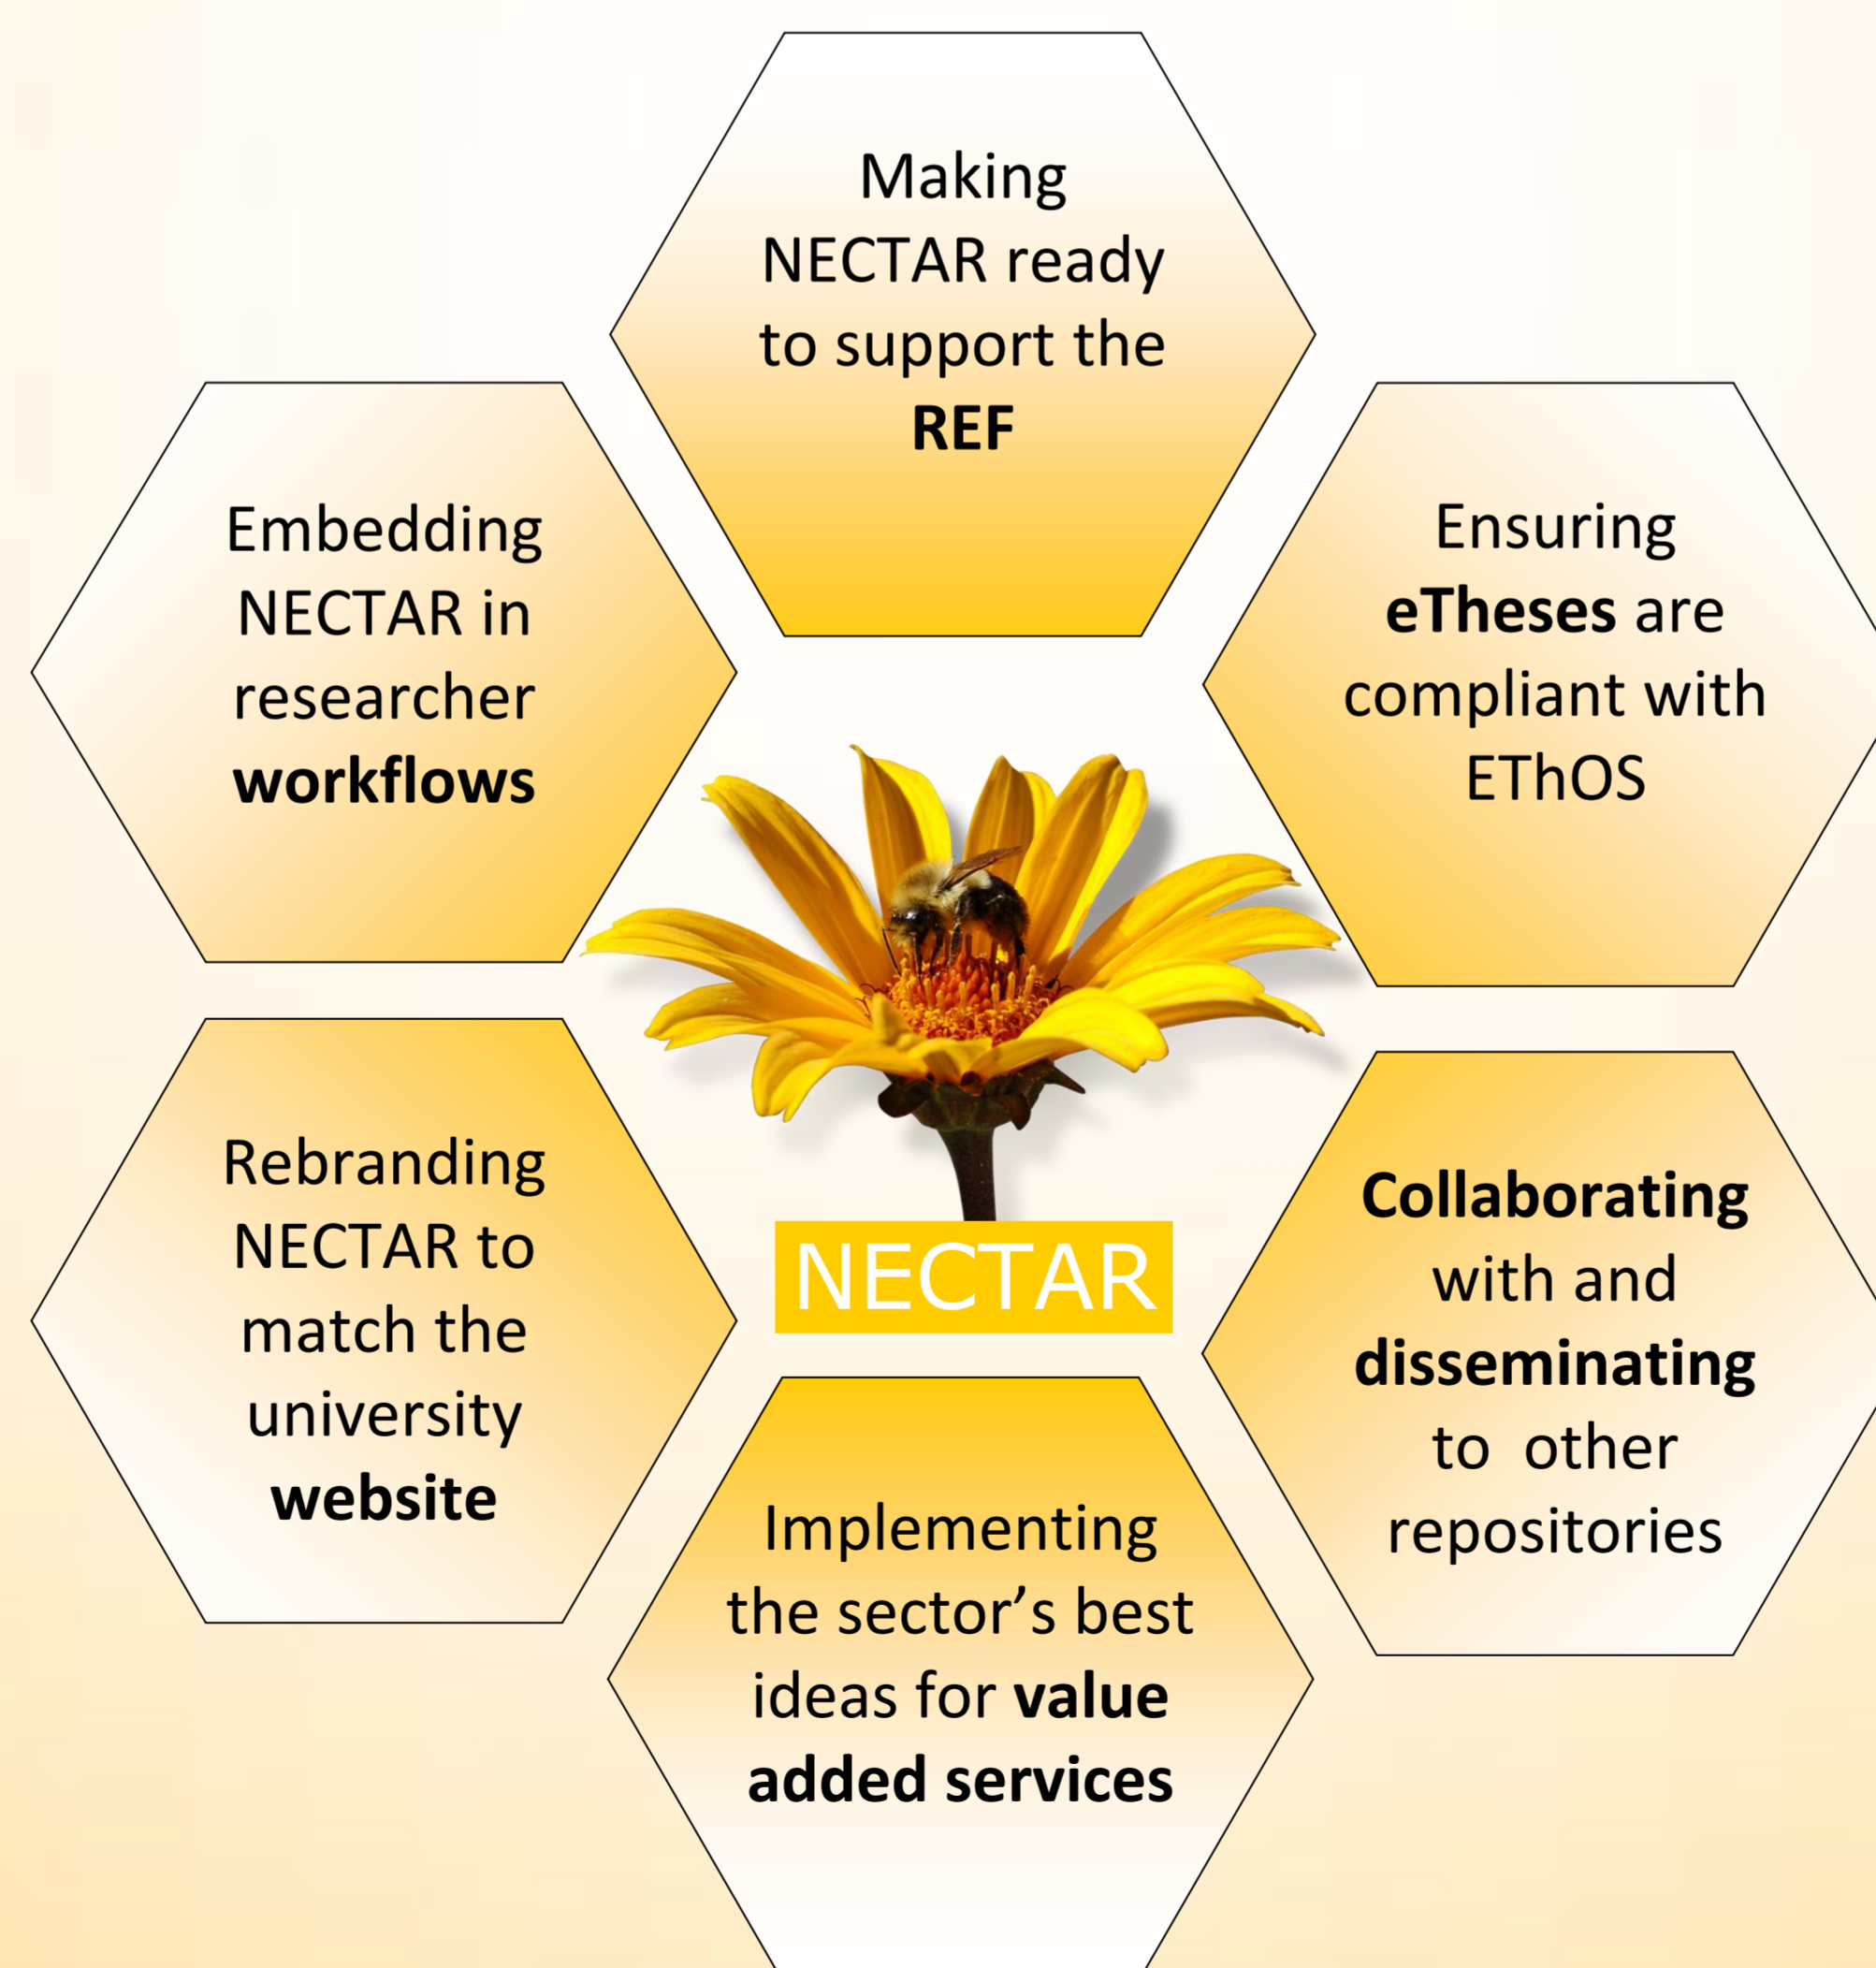 Making
NECTAR ready
to support the
REF
Embedding
NECTAR in
researcher
workflows
Ensuring
eTheses are
compliant with
EThOS
Rebranding
NECTAR to
match the
university
website
NECTAR
Collaborating
with and
disseminating
to other
repositories
Implementing
the sector’s best
ideas for value
added services